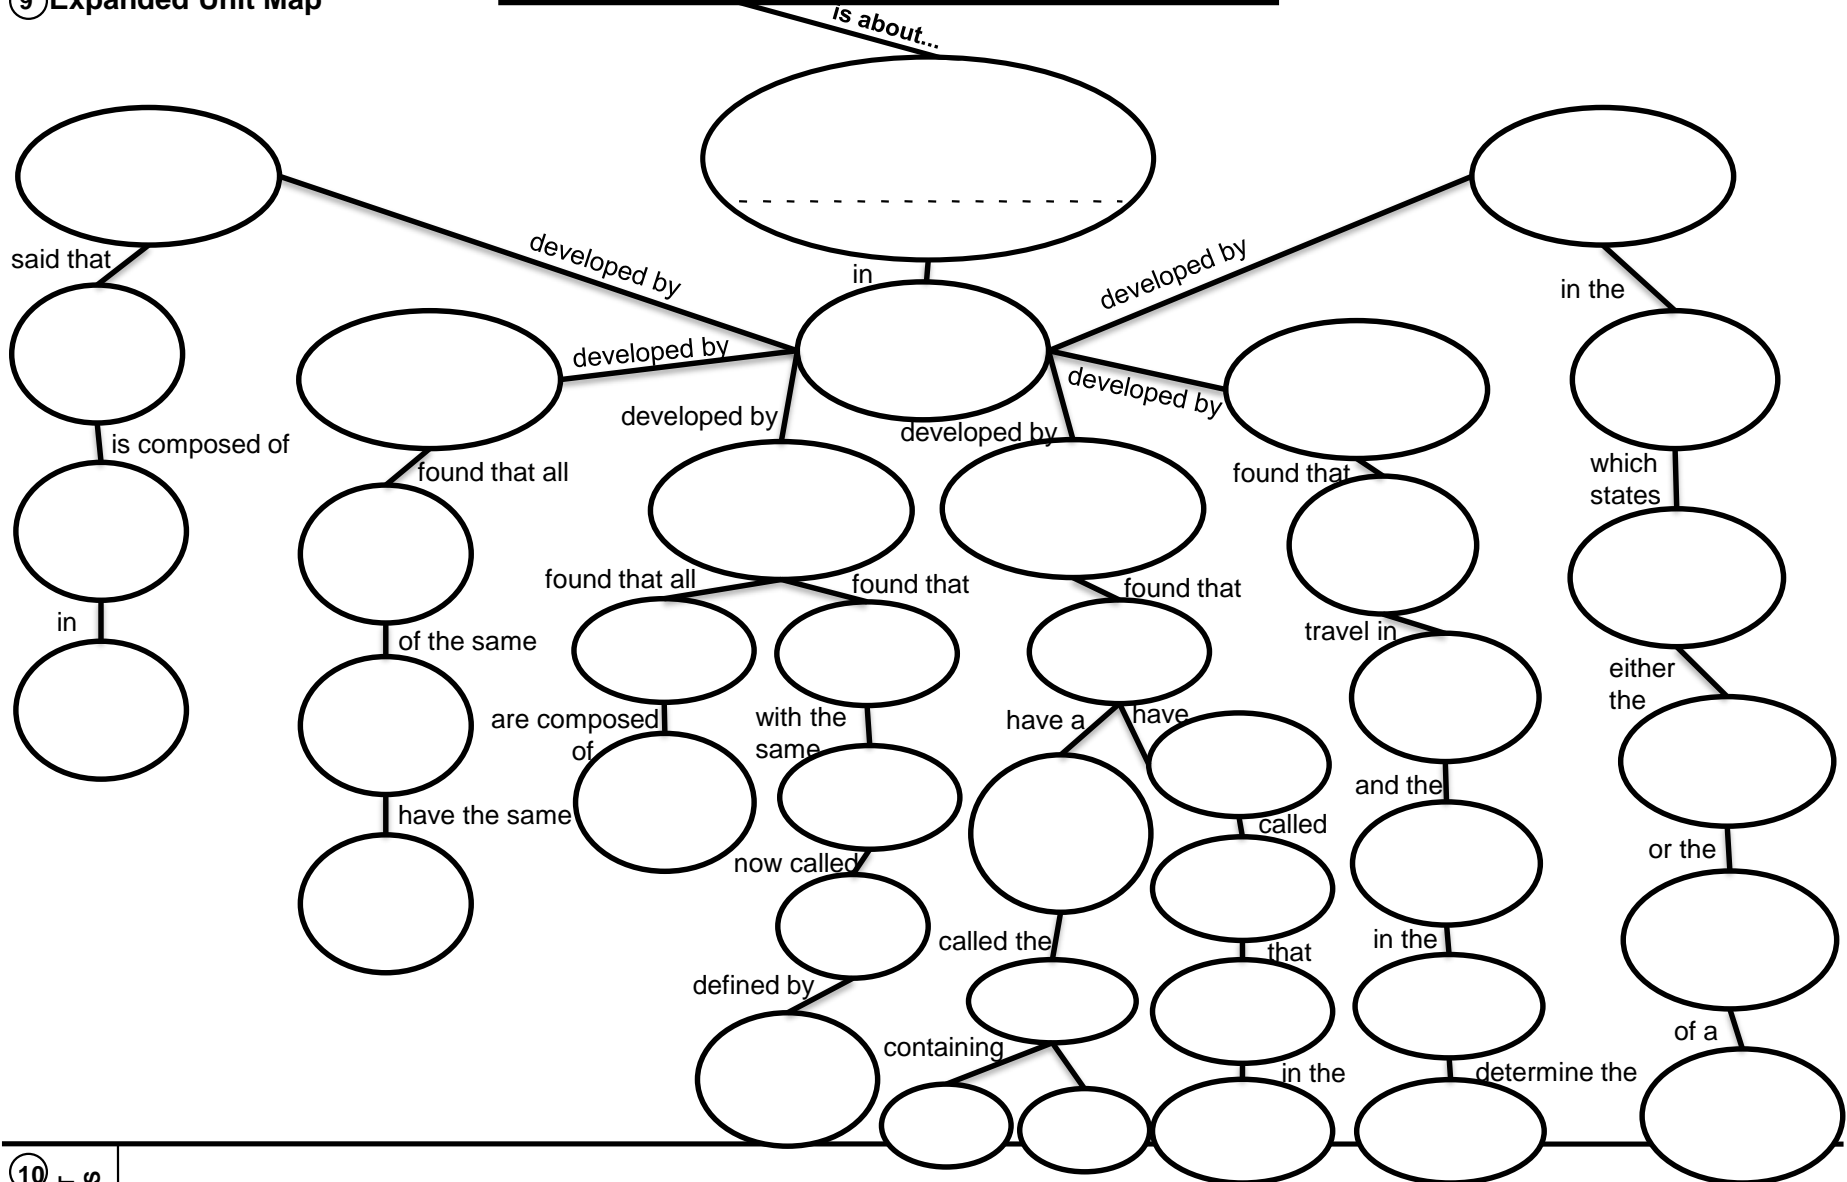 9 Expanded Unit Map
is about...
said that
developed by
in
developed by
in the
developed by
developed by
developed by
developed by
is composed of
found that all
found that
which
states
in
found that all
found that
found that
of the same
travel in
either
the
are composed
of
with the
same
have a
have
have the same
now called
called
and the
or the
called the
that
in the
defined by
containing
in the
determine the
of a
10